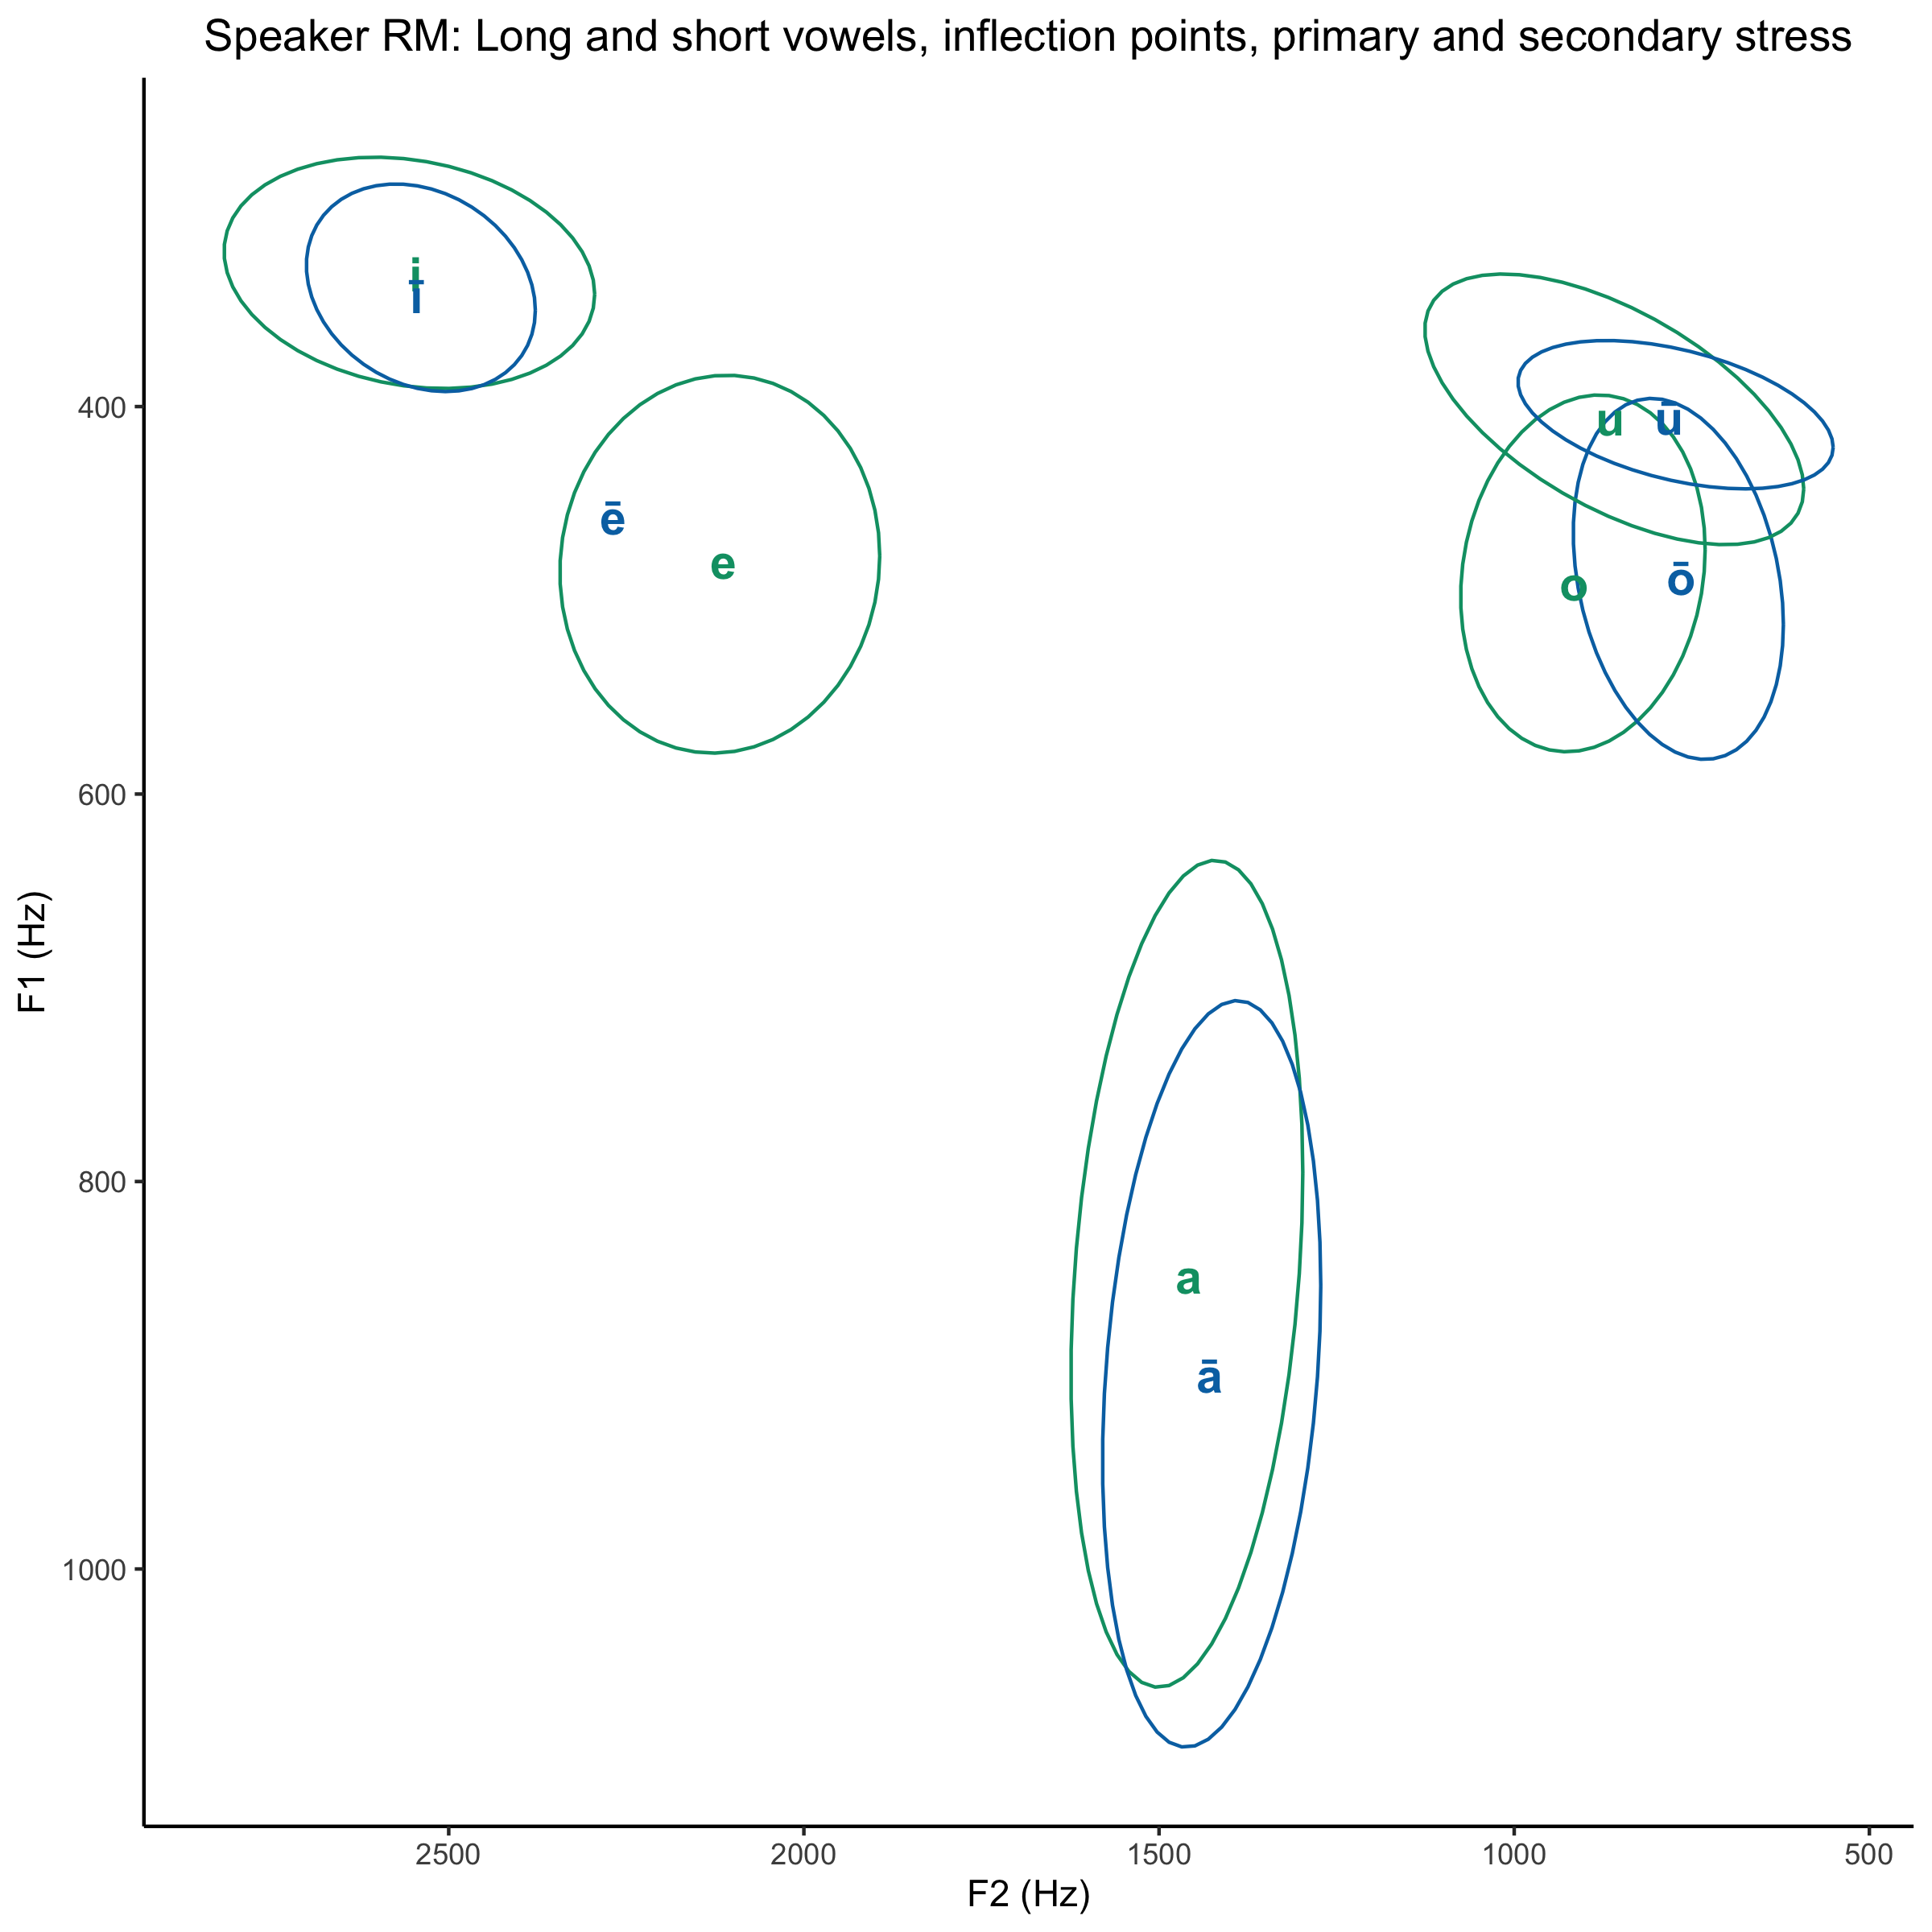 Speaker RM: Long and short vowels, inflection points, primary and secondary stress
i
ī
400
u
ū
ē
e
o
ō
600
F1 (Hz)
800
a
ā
1000
2500 2000 1500 1000 500
F2 (Hz)